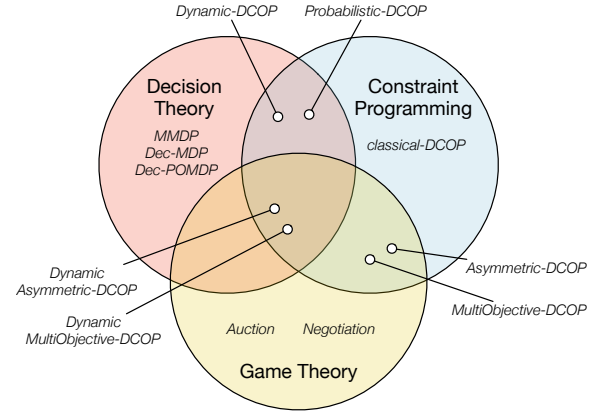 Dynamic-DCOP
Probabilistic-DCOP
Decision
Theory
MMDP
Dec-MDP
Dec-POMDP
Constraint
Programming
classical-DCOP
Dynamic
Asymmetric-DCOP
Dynamic
MultiObjective-DCOP
Asymmetric-DCOP
MultiObjective-DCOP
Auction Negotiation
Game Theory